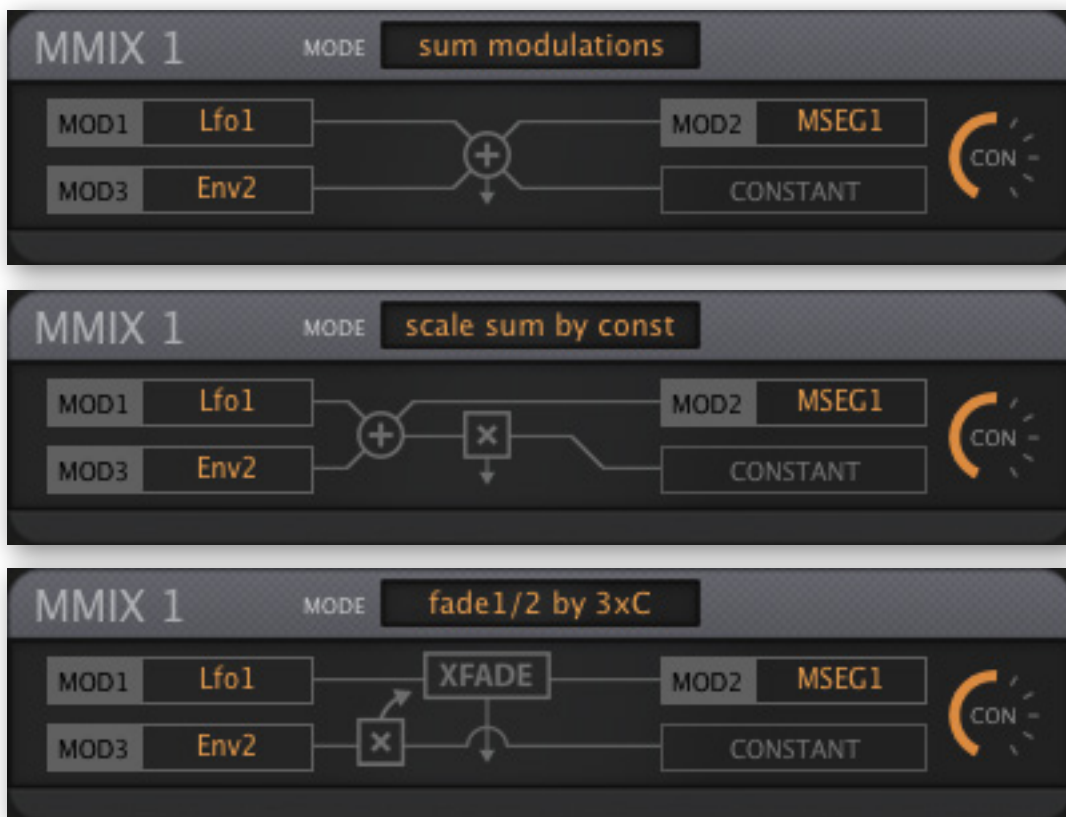 MMIX 1 MODE sum modulations
MOD1 Lfo1 MOD2 MSEG1
CON
MOD3 Env2 CONSTANT
MMIX 1 MODE scale sum by const
MOD1 Lfo1 MOD2 MSEG1
CON
MOD3 Env2 CONSTANT
MMIX 1 MODE fade1/2 by 3xC
MOD1 Lfo1 XFADE MOD2 MSEG1
CON
MOD3 Env2 CONSTANT